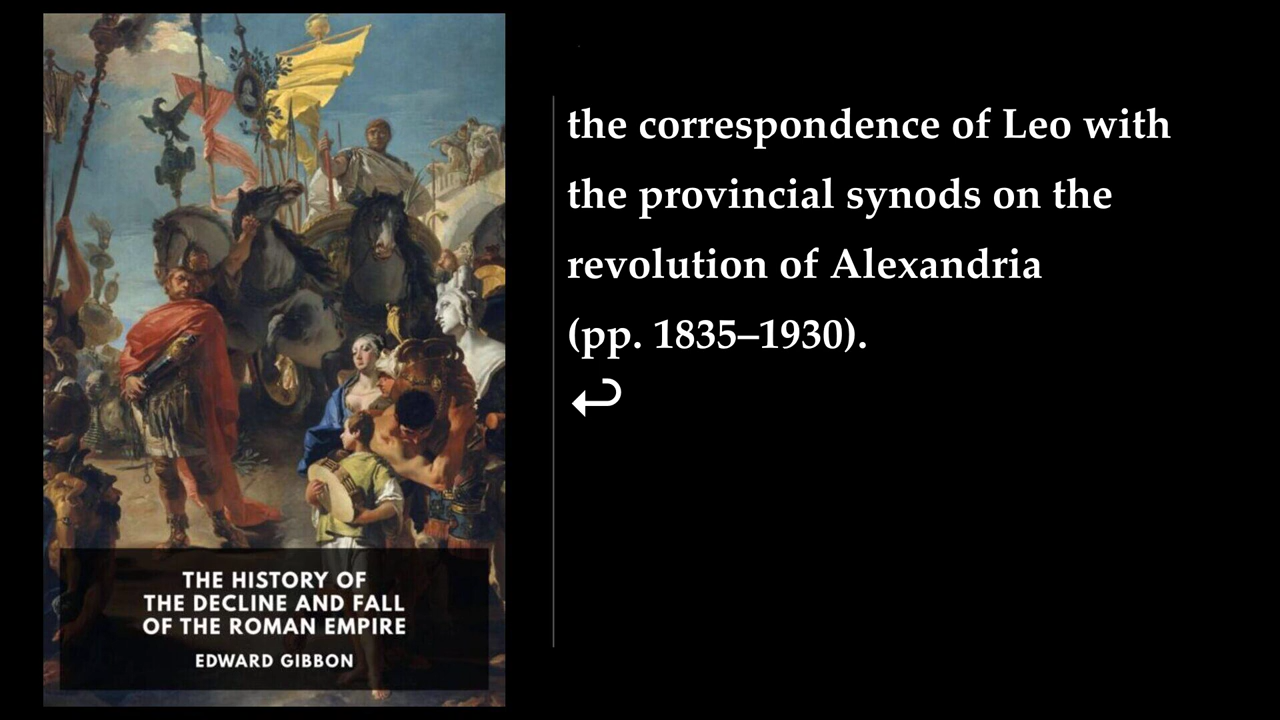 the correspondence of Leo with
the provincial synods on the
revolution of Alexandria
(pp. 1835–1930).
↩
THE HISTORY OF
THE DECLINE AND FALL
OF THE ROMAN EMPIRE
EDWARD GIBBON